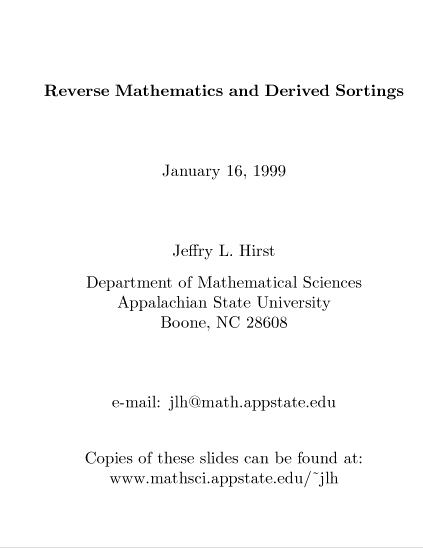 Reverse Mathematics and Derived Sortings
January 16, 1999
Jeffry L. Hirst
Department of Mathematical Sciences
Appalachian State University
Boone, NC 28608
e-mail: jlh@math.appstate.edu
Copies of these slides can be found at:
www.mathsci.appstate.edu/˜jlh